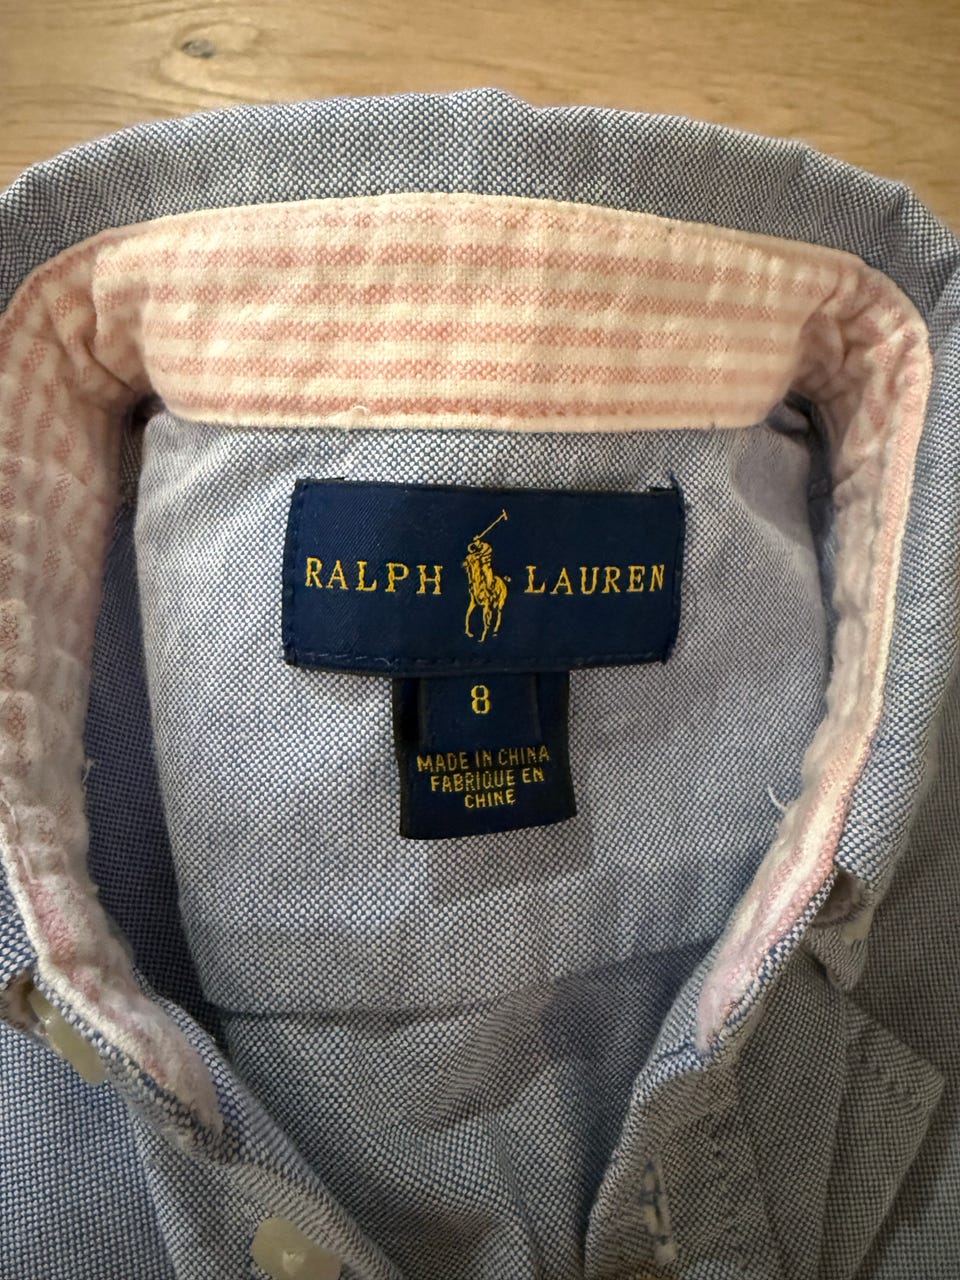 RALPH LAUREN
8
MADE IN CHINA
FABRIQUE EN
CHINE